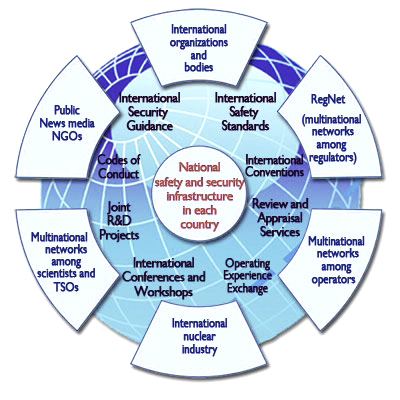 International
organizations
and
bodies
Public
News media
NGOs
RegNet
(multinational
networks
among
regulators)
International
Security
Guidance
International
Safety
Standards
Codes of
Conduct
International
Conventions
National
safety and security
infrastructure
in each
country
Joint
R&D
Projects
Review and
Appraisal
Services
Multinational
networks
among
scientists and
TSOs
Multinational
networks
among
operators
International
Conferences and
Workshops
Operating
Experience
Exchange
International
nuclear
industry